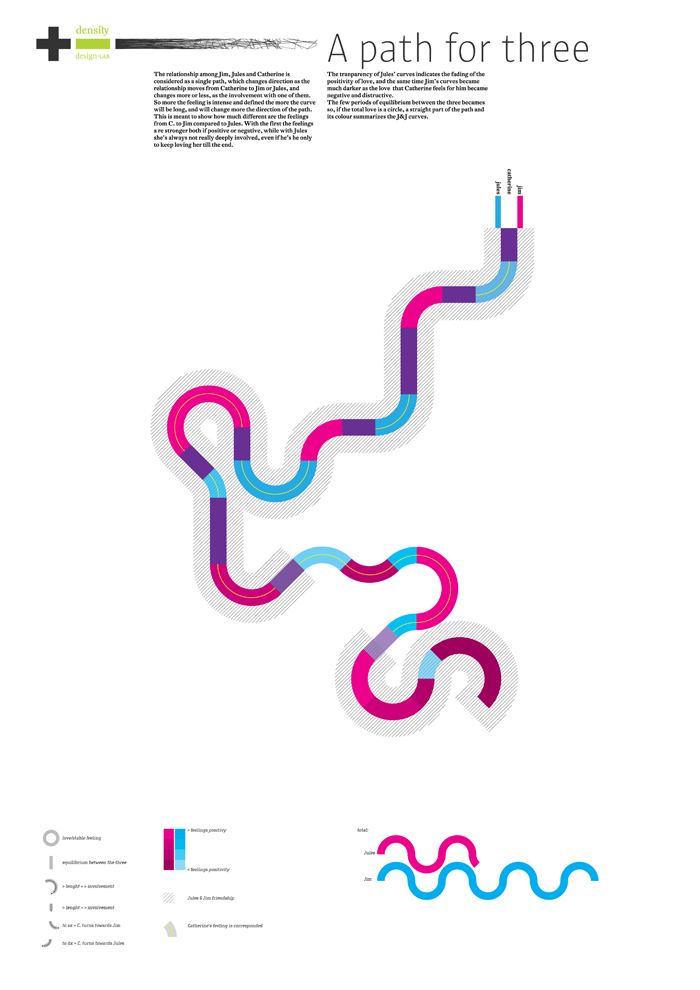 density
design+LAB
A path for three
The relationship among Jim, Jules and Catherine is
considered as a single path, which changes direction as the
relationship moves from Catherine to Jim or Jules, and
changes more or less, as the involvement with one of them.
So more the feeling is intense and defined the more the curve
will be long, and will change more the direction of the path.
This is meant to show how much different are the feelings
from C. to Jim compared to Jules. With the first the feelings
a re stronger both if positive or negative, while with Jules
she's always not really deeply involved, even if he's he only
to keep loving her till the end.
The tranparency of Jules' curves indicates the fading of the
positivity of love, and the same time Jim's curves became
much darker as the love that Catherine feels for him became
negative and distructive.
The few periods of equilibrium between the three becames
so, if the total love is a circle, a straight part of the path and
its colour summarizes the J&J curves.
jules
catherine
jim
inevitable feeling
equilibrium between the three
> lenght = > involvement
< lenght = > involvement
to sx = C. turns towards Jim
to dx = C. turns towards Jules
> feelings positivy
< feelings positivity
Jules & Jim friendship
Catherine's feeling is corresponded
total:
Jules
Jim